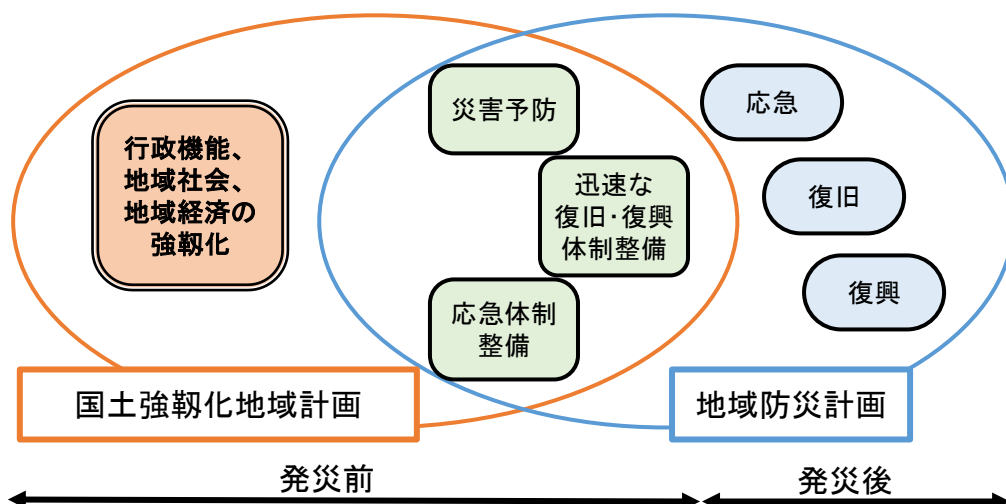 行政機能、
地域社会、
地域経済の
強靱化
災害予防
迅速な
復旧・復興
体制整備
応急体制
整備
応急
復旧
復興
国土強靱化地域計画
地域防災計画
発災前
発災後